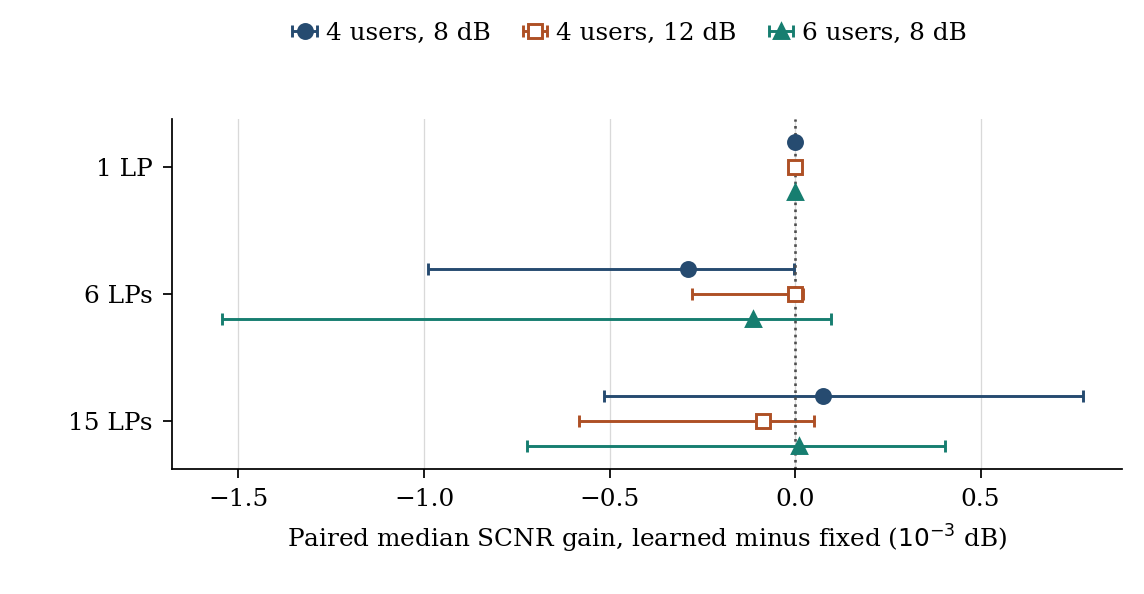 4 users, 8 dB 4 users, 12 dB 6 users, 8 dB
1 LP
6 LPs
15 LPs
−1.5 −1.0 −0.5 0.0 0.5
Paired median SCNR gain, learned minus fixed (10⁻³ dB)